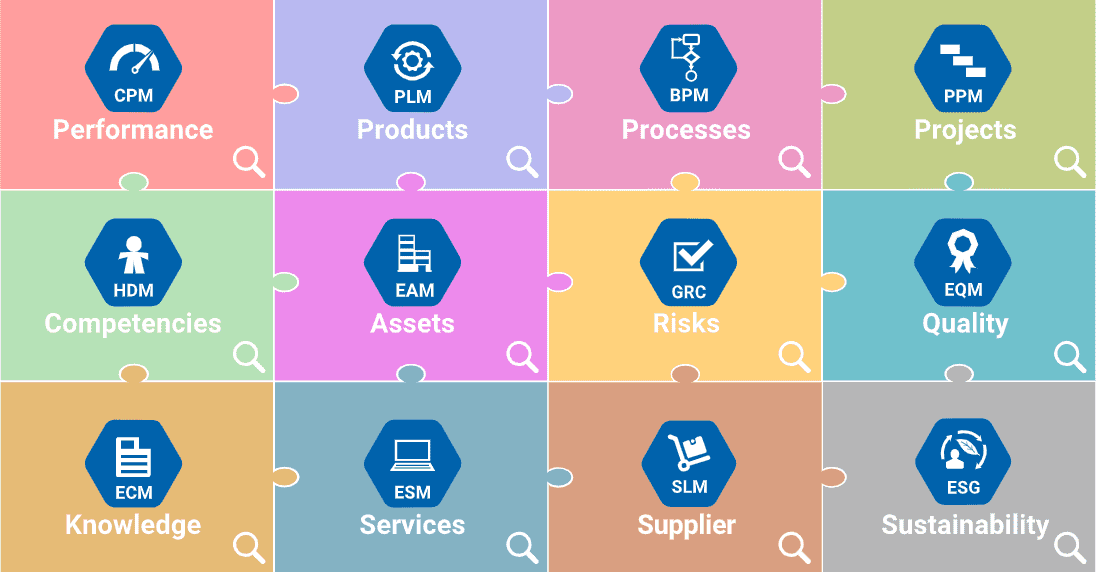 CPM
Performance
PLM
Products
BPM
Processes
PPM
Projects
HDM
Competencies
EAM
Assets
GRC
Risks
EQM
Quality
ECM
Knowledge
ESM
Services
SLM
Supplier
ESG
Sustainability